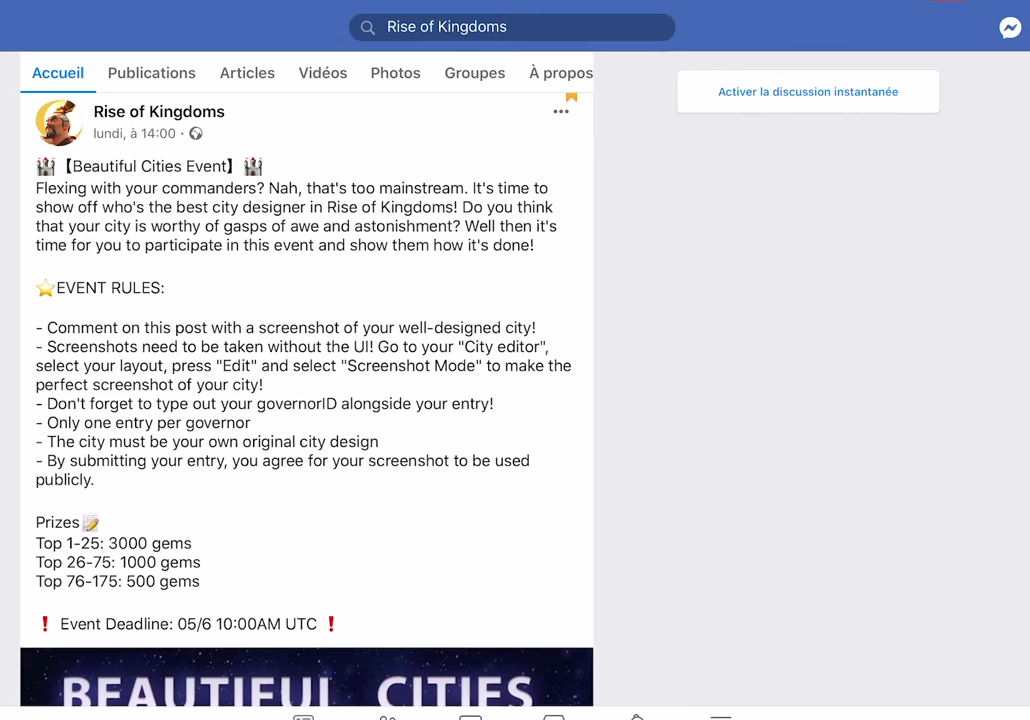 Rise of Kingdoms
Accueil Publications Articles Vidéos Photos Groupes À propos
Activer la discussion instantanée
Rise of Kingdoms
lundi, à 14:00 ·
【Beautiful Cities Event】
Flexing with your commanders? Nah, that's too mainstream. It's time to
show off who's the best city designer in Rise of Kingdoms! Do you think
that your city is worthy of gasps of awe and astonishment? Well then it's
time for you to participate in this event and show them how it's done!
⭐EVENT RULES:
- Comment on this post with a screenshot of your well-designed city!
- Screenshots need to be taken without the UI! Go to your "City editor",
select your layout, press "Edit" and select "Screenshot Mode" to make the
perfect screenshot of your city!
- Don't forget to type out your governorID alongside your entry!
- Only one entry per governor
- The city must be your own original city design
- By submitting your entry, you agree for your screenshot to be used
publicly.
Prizes📝
Top 1-25: 3000 gems
Top 26-75: 1000 gems
Top 76-175: 500 gems
❗ Event Deadline: 05/6 10:00AM UTC ❗
BEAUTIFUL CITIES